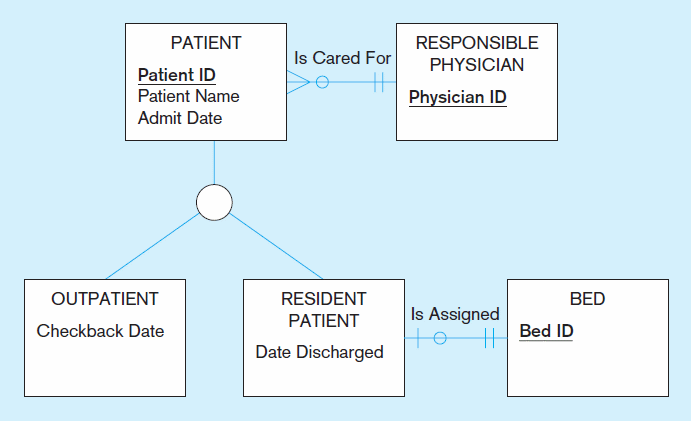 PATIENT
Patient ID
Patient Name
Admit Date
Is Cared For
RESPONSIBLE
PHYSICIAN
Physician ID
OUTPATIENT
Checkback Date
RESIDENT
PATIENT
Date Discharged
Is Assigned
BED
Bed ID